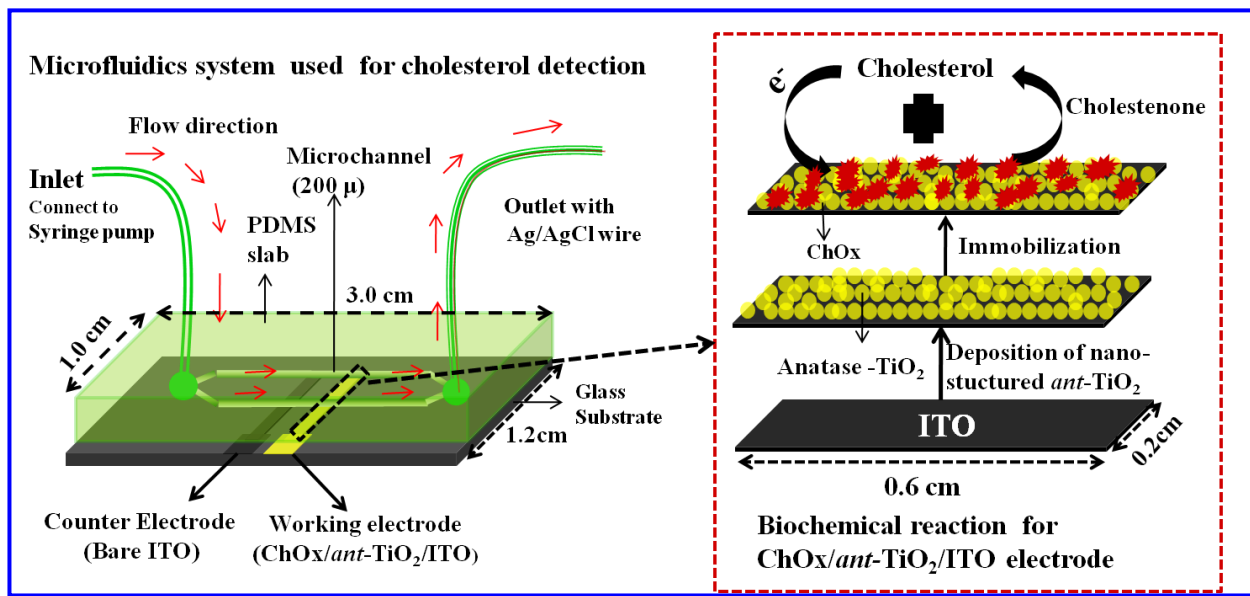 Microfluidics system used for cholesterol detection
Flow direction
Inlet
Connect to
Syringe pump
Microchannel
(200 μ)
PDMS
slab
Outlet with
Ag/AgCl wire
3.0 cm
1.0 cm
Glass
Substrate
1.2cm
Counter Electrode
(Bare ITO)
Working electrode
(ChOx/ant-TiO₂/ITO)
e⁻
Cholesterol
Cholestenone
ChOx
Immobilization
Anatase -TiO₂
Deposition of nano-
stuctured ant-TiO₂
ITO
0.2cm
0.6 cm
Biochemical reaction for
ChOx/ant-TiO₂/ITO electrode